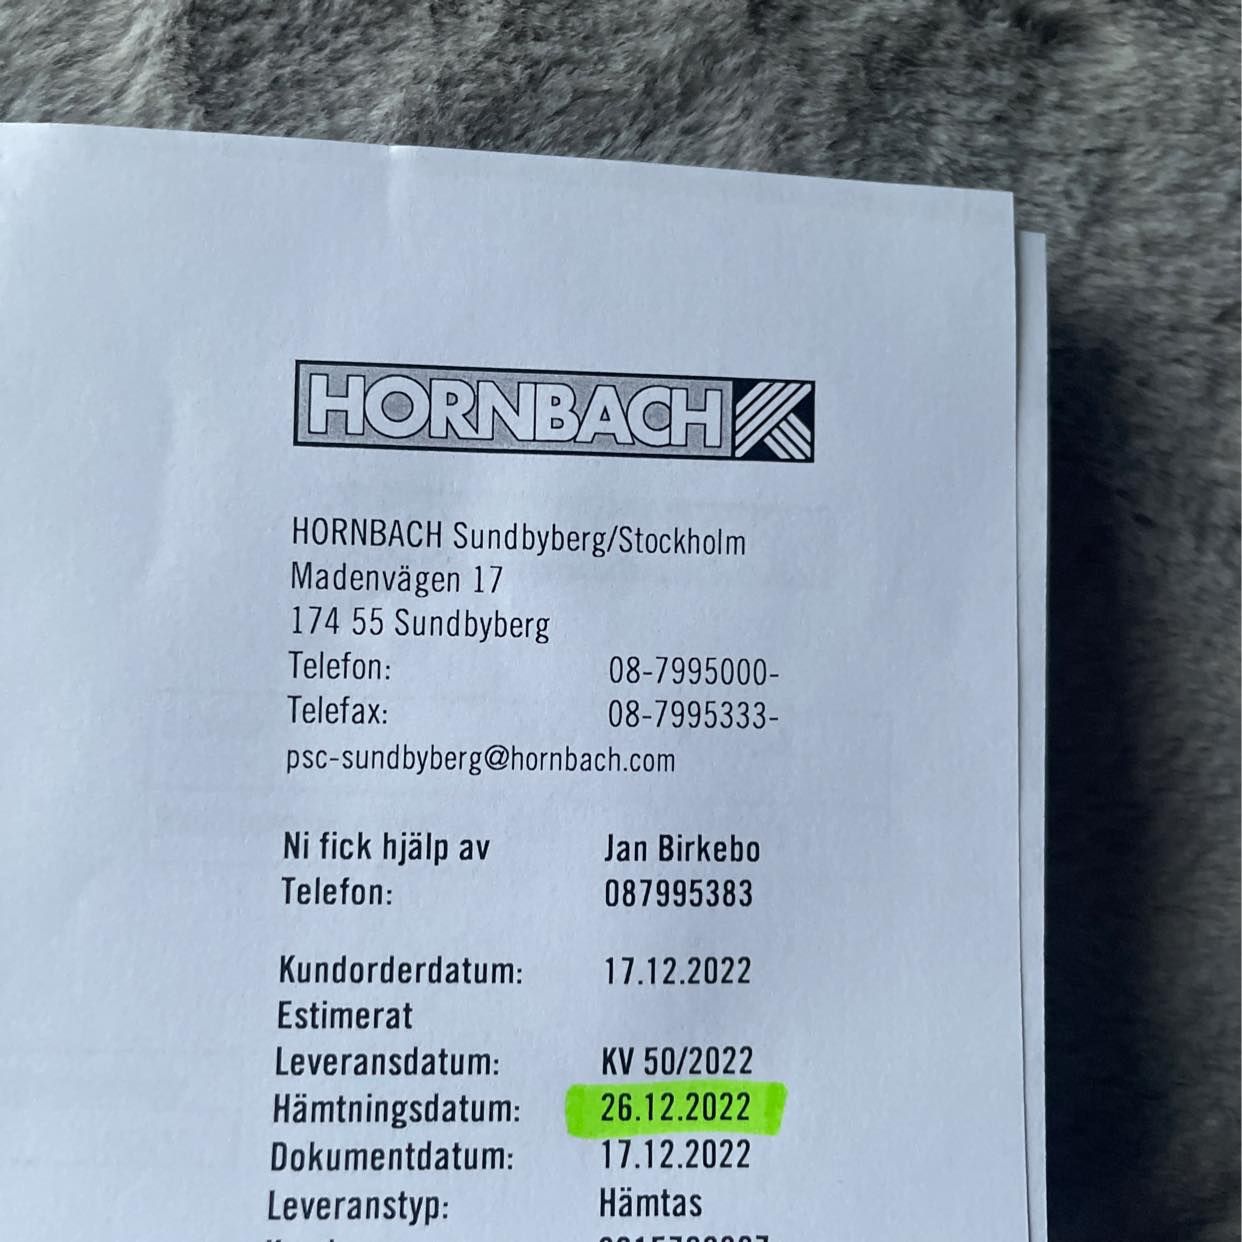 HORNBACH
HORNBACH Sundbyberg/Stockholm
Madenvägen 17
174 55 Sundbyberg
Telefon: 08-7995000-
Telefax: 08-7995333-
psc-sundbyberg@hornbach.com
Ni fick hjälp av Jan Birkebo
Telefon: 087995383
Kundorderdatum: 17.12.2022
Estimerat
Leveransdatum: KV 50/2022
Hämtningsdatum: 26.12.2022
Dokumentdatum: 17.12.2022
Leveranstyp: Hämtas